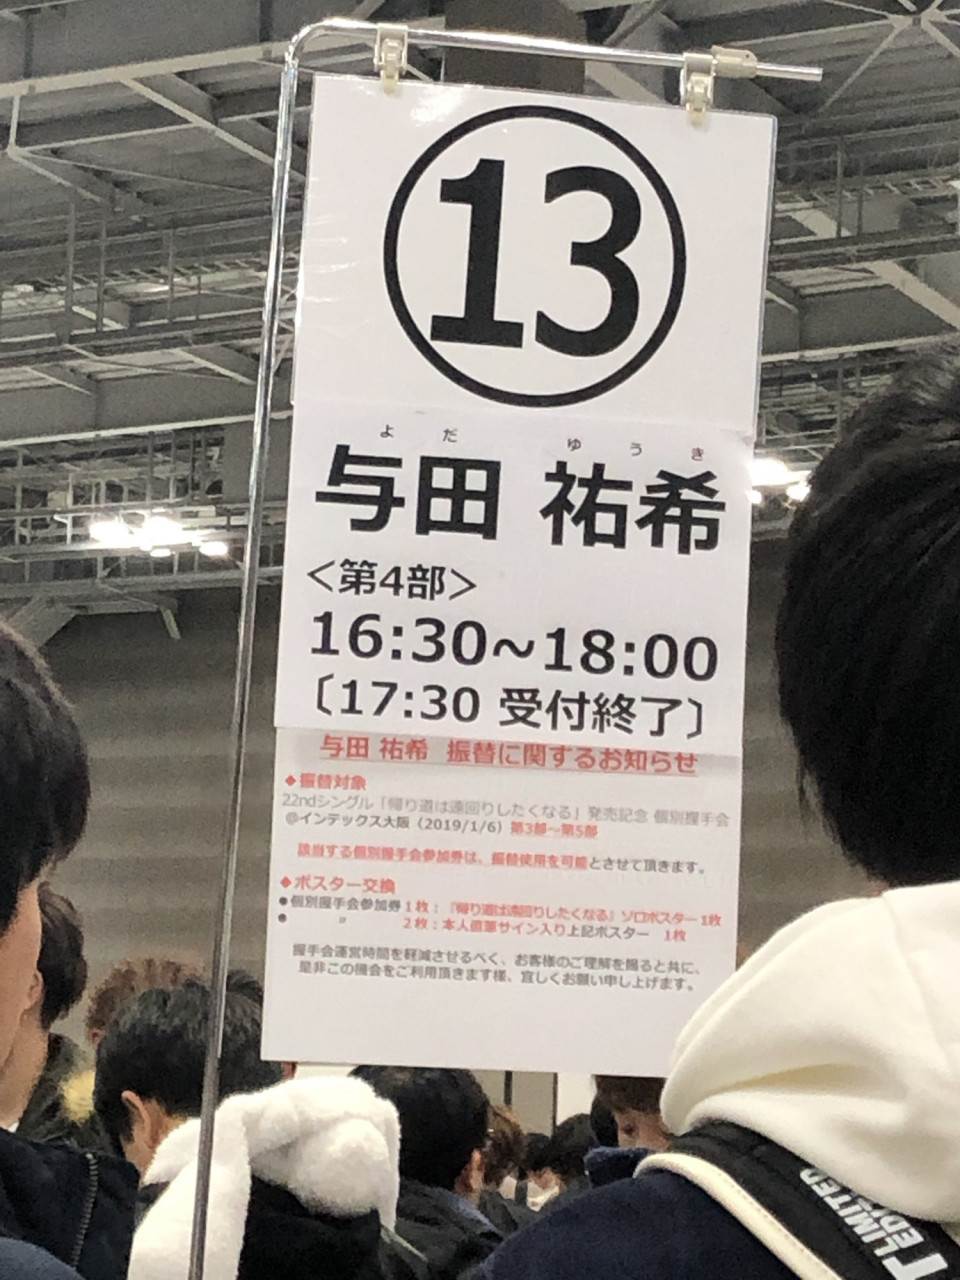 13
よだ ゆうき
与田 祐希
<第4部>
16:30~18:00
〔17:30 受付終了〕
与田 祐希 振替に関するお知らせ
◆振替対象
22ndシングル「帰り道は遠回りしたくなる」発売記念 個別握手会
@インテックス大阪（2019/1/6）第3部~第5部
該当する個別握手会参加券は、振替使用を可能とさせて頂きます。
◆ポスター交換
●個別握手会参加券1枚：『帰り道は遠回りしたくなる』ソロポスター1枚
● 〃 2枚：本人直筆サイン入り上記ポスター 1枚
握手会運営時間を軽減させるべく、お客様のご理解を賜ると共に、
是非この機会をご利用頂きます様、宜しくお願い申し上げます。
LIMITED